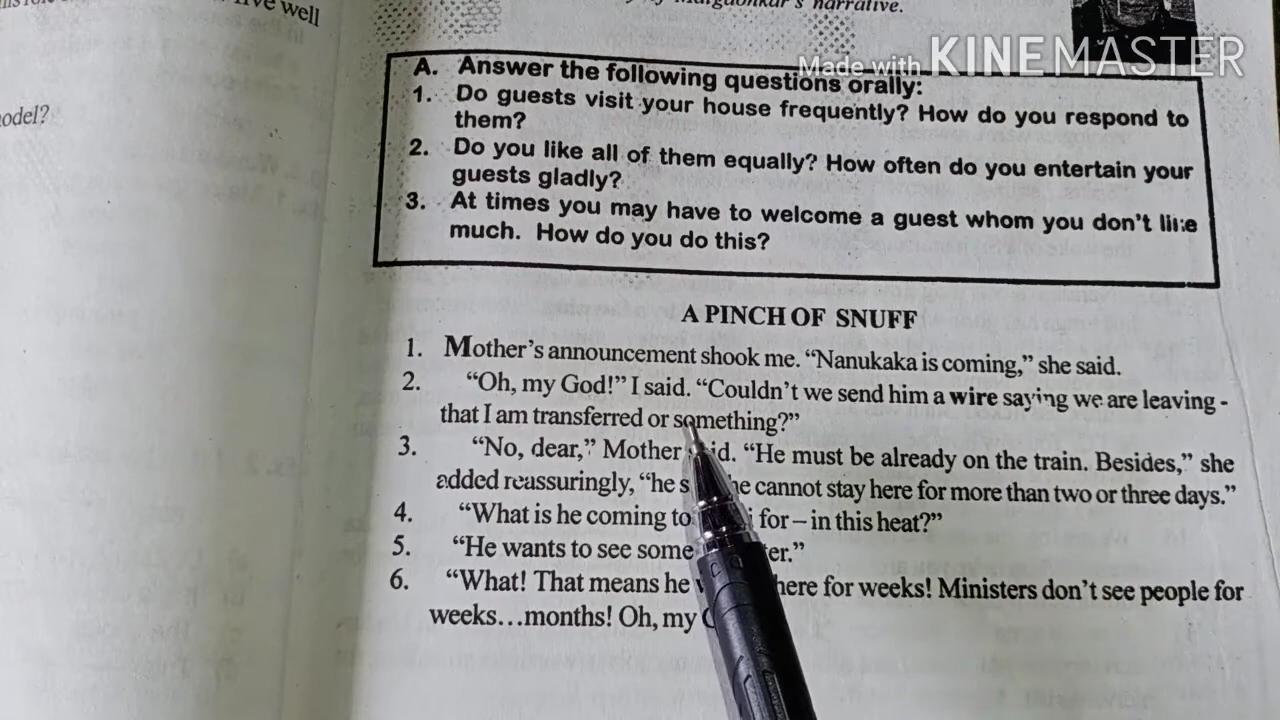 well
narrative.
Made with KINEMASTER
odel?
A. Answer the following questions orally:
1. Do guests visit your house frequently? How do you respond to
them?
2. Do you like all of them equally? How often do you entertain your
guests gladly?
3. At times you may have to welcome a guest whom you don't like
much. How do you do this?
A PINCH OF SNUFF
1. Mother's announcement shook me. “Nanukaka is coming,” she said.
2. “Oh, my God!” I said. “Couldn't we send him a wire saying we are leaving -
that I am transferred or something?”
3. “No, dear,” Mother said. “He must be already on the train. Besides,” she
added reassuringly, “he he cannot stay here for more than two or three days.”
4. “What is he coming to for – in this heat?”
5. “He wants to see some
6. “What! That means he here for weeks! Ministers don't see people for
weeks...months! Oh, my